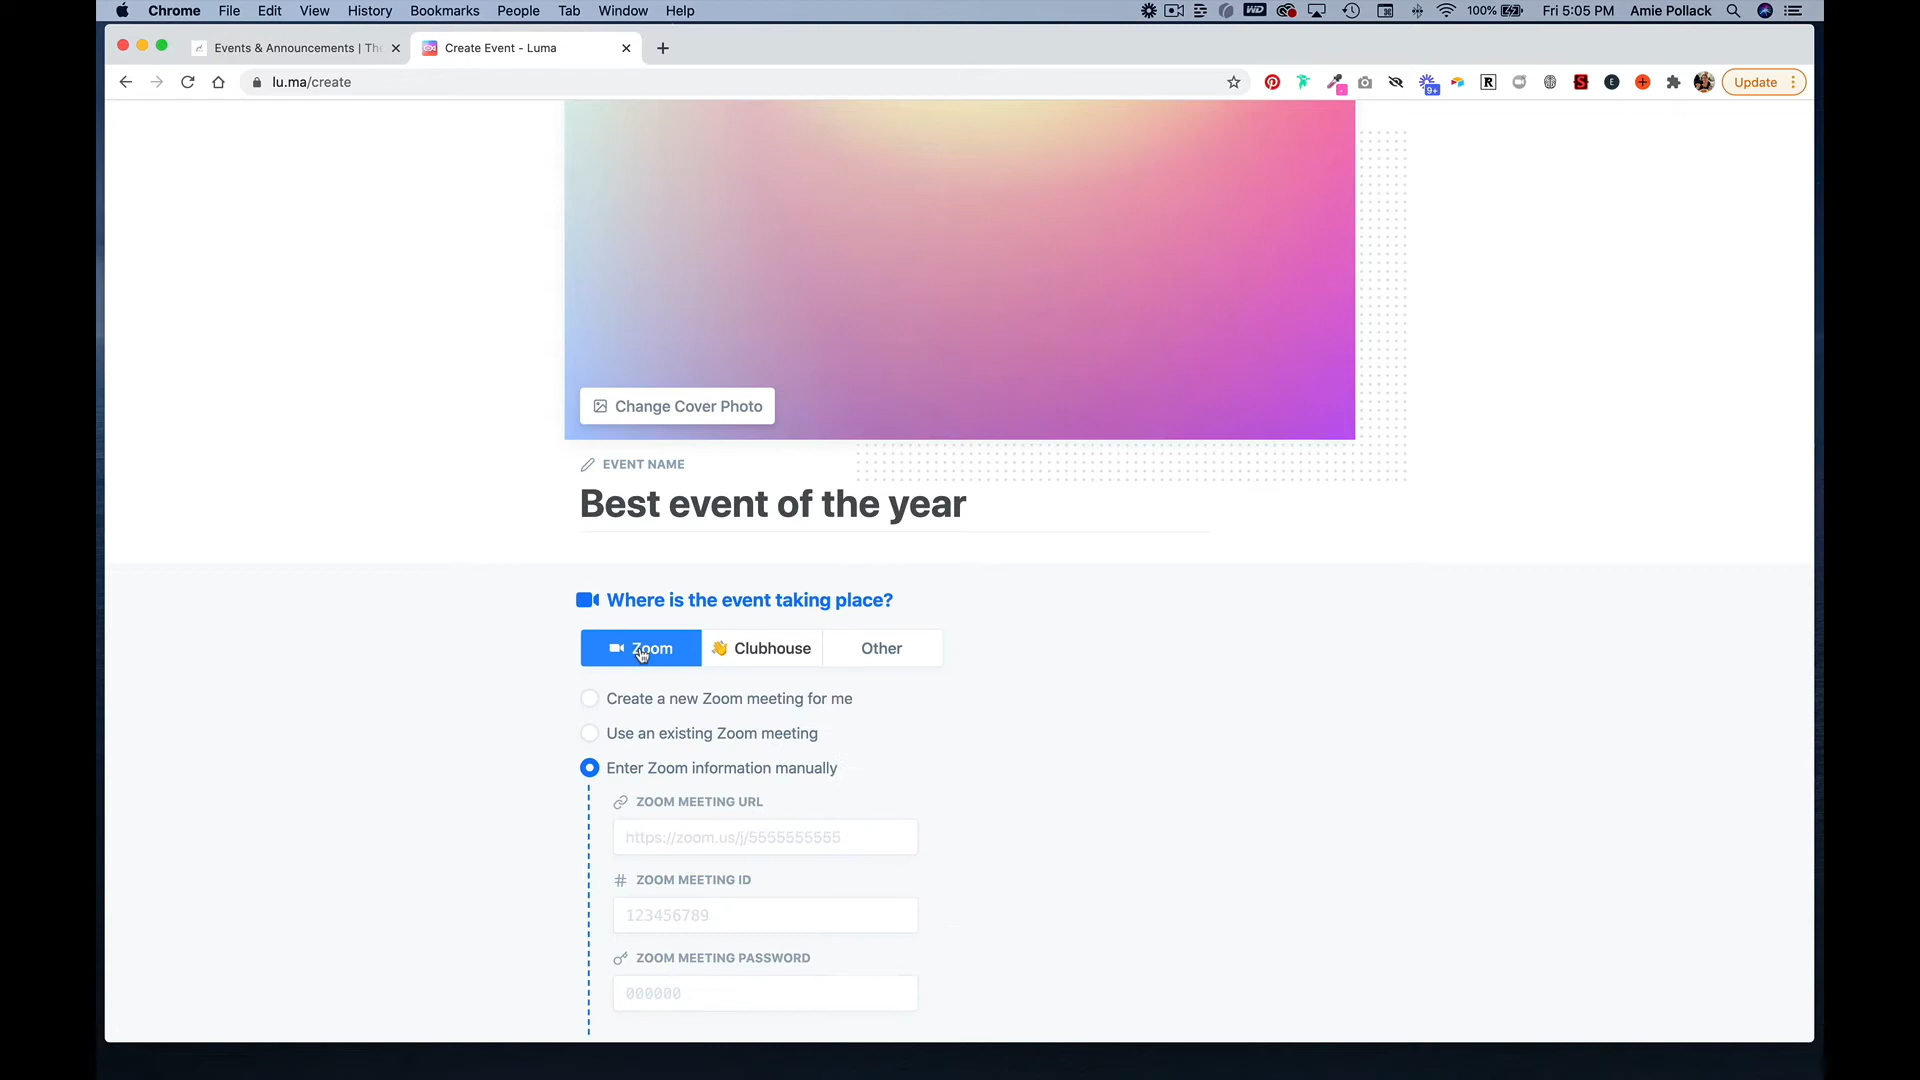 Chrome File Edit View History Bookmarks People Tab Window Help
100% Fri 5:05 PM Amie Pollack
Events & Announcements | Th
Create Event - Luma
lu.ma/create
9+
R
S
E
Update
Change Cover Photo
EVENT NAME
Best event of the year
Where is the event taking place?
Zoom Clubhouse Other
Create a new Zoom meeting for me
Use an existing Zoom meeting
Enter Zoom information manually
ZOOM MEETING URL
https://zoom.us/j/5555555555
# ZOOM MEETING ID
123456789
ZOOM MEETING PASSWORD
000000